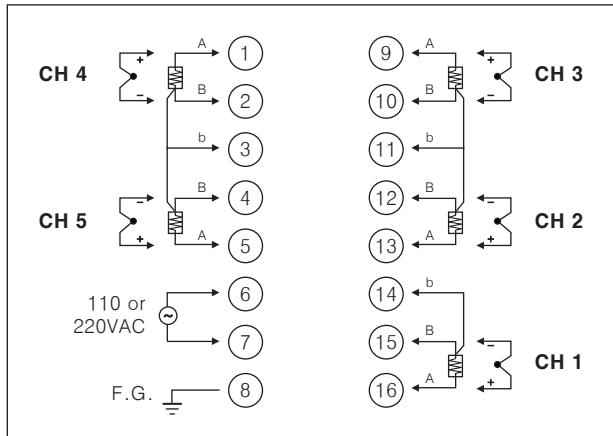 CH 4
+
−
A 1
B 2
b 3
CH 5
−
+
B 4
A 5
110 or
220VAC
~
6
7
F.G. 8
9 A
10 B
11 b
+
−
CH 3
12 B
13 A
−
+
CH 2
14 b
15 B
16 A
−
+
CH 1